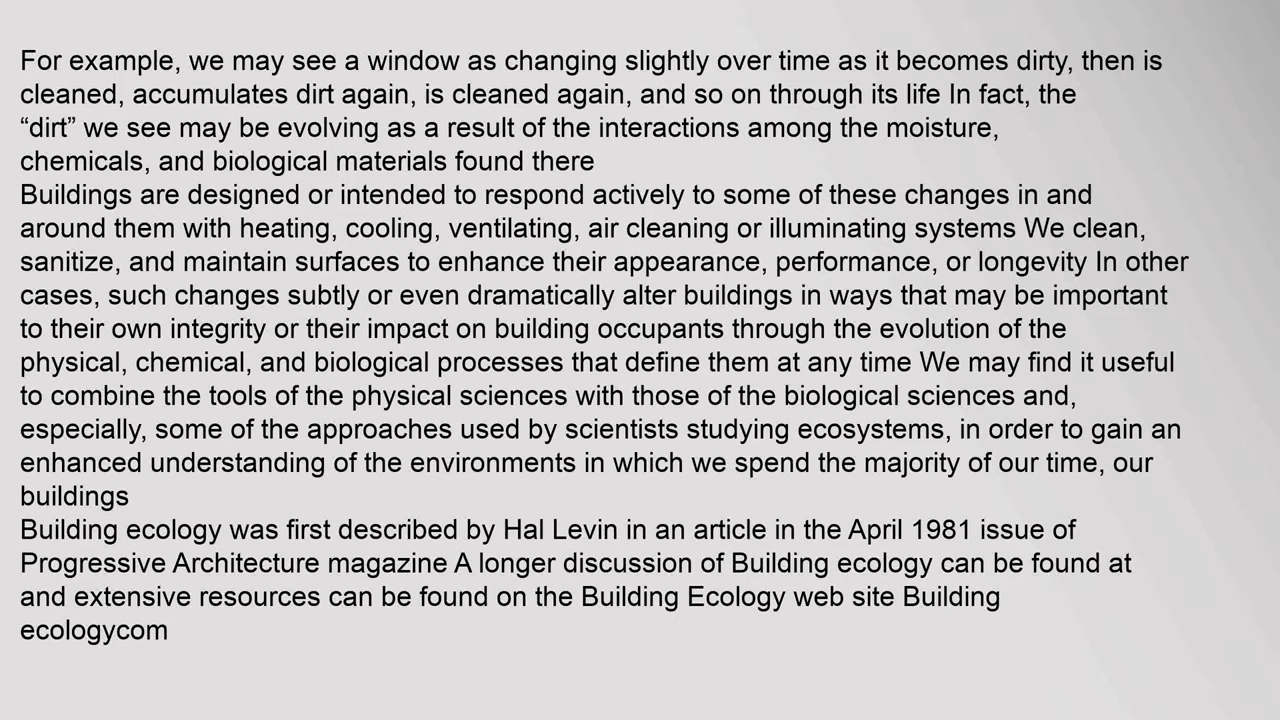 For example, we may see a window as changing slightly over time as it becomes dirty, then is
cleaned, accumulates dirt again, is cleaned again, and so on through its life In fact, the
“dirt” we see may be evolving as a result of the interactions among the moisture,
chemicals, and biological materials found there
Buildings are designed or intended to respond actively to some of these changes in and
around them with heating, cooling, ventilating, air cleaning or illuminating systems We clean,
sanitize, and maintain surfaces to enhance their appearance, performance, or longevity In other
cases, such changes subtly or even dramatically alter buildings in ways that may be important
to their own integrity or their impact on building occupants through the evolution of the
physical, chemical, and biological processes that define them at any time We may find it useful
to combine the tools of the physical sciences with those of the biological sciences and,
especially, some of the approaches used by scientists studying ecosystems, in order to gain an
enhanced understanding of the environments in which we spend the majority of our time, our
buildings
Building ecology was first described by Hal Levin in an article in the April 1981 issue of
Progressive Architecture magazine A longer discussion of Building ecology can be found at
and extensive resources can be found on the Building Ecology web site Building
ecologycom